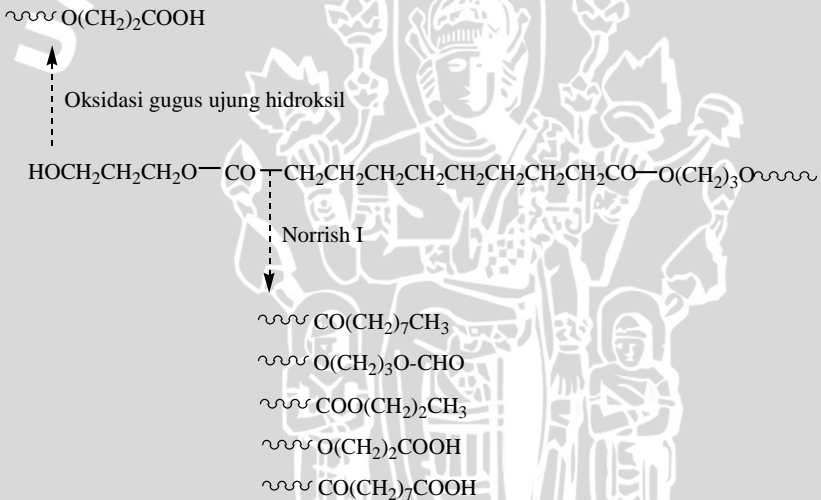 O(CH₂)₂COOH
Oksidasi gugus ujung hidroksil
HOCH₂CH₂CH₂O—CO—CH₂CH₂CH₂CH₂CH₂CH₂CH₂CH₂CO—O(CH₂)₃O
Norrish I
CO(CH₂)₇CH₃
O(CH₂)₃O-CHO
COO(CH₂)₂CH₃
O(CH₂)₂COOH
CO(CH₂)₇COOH